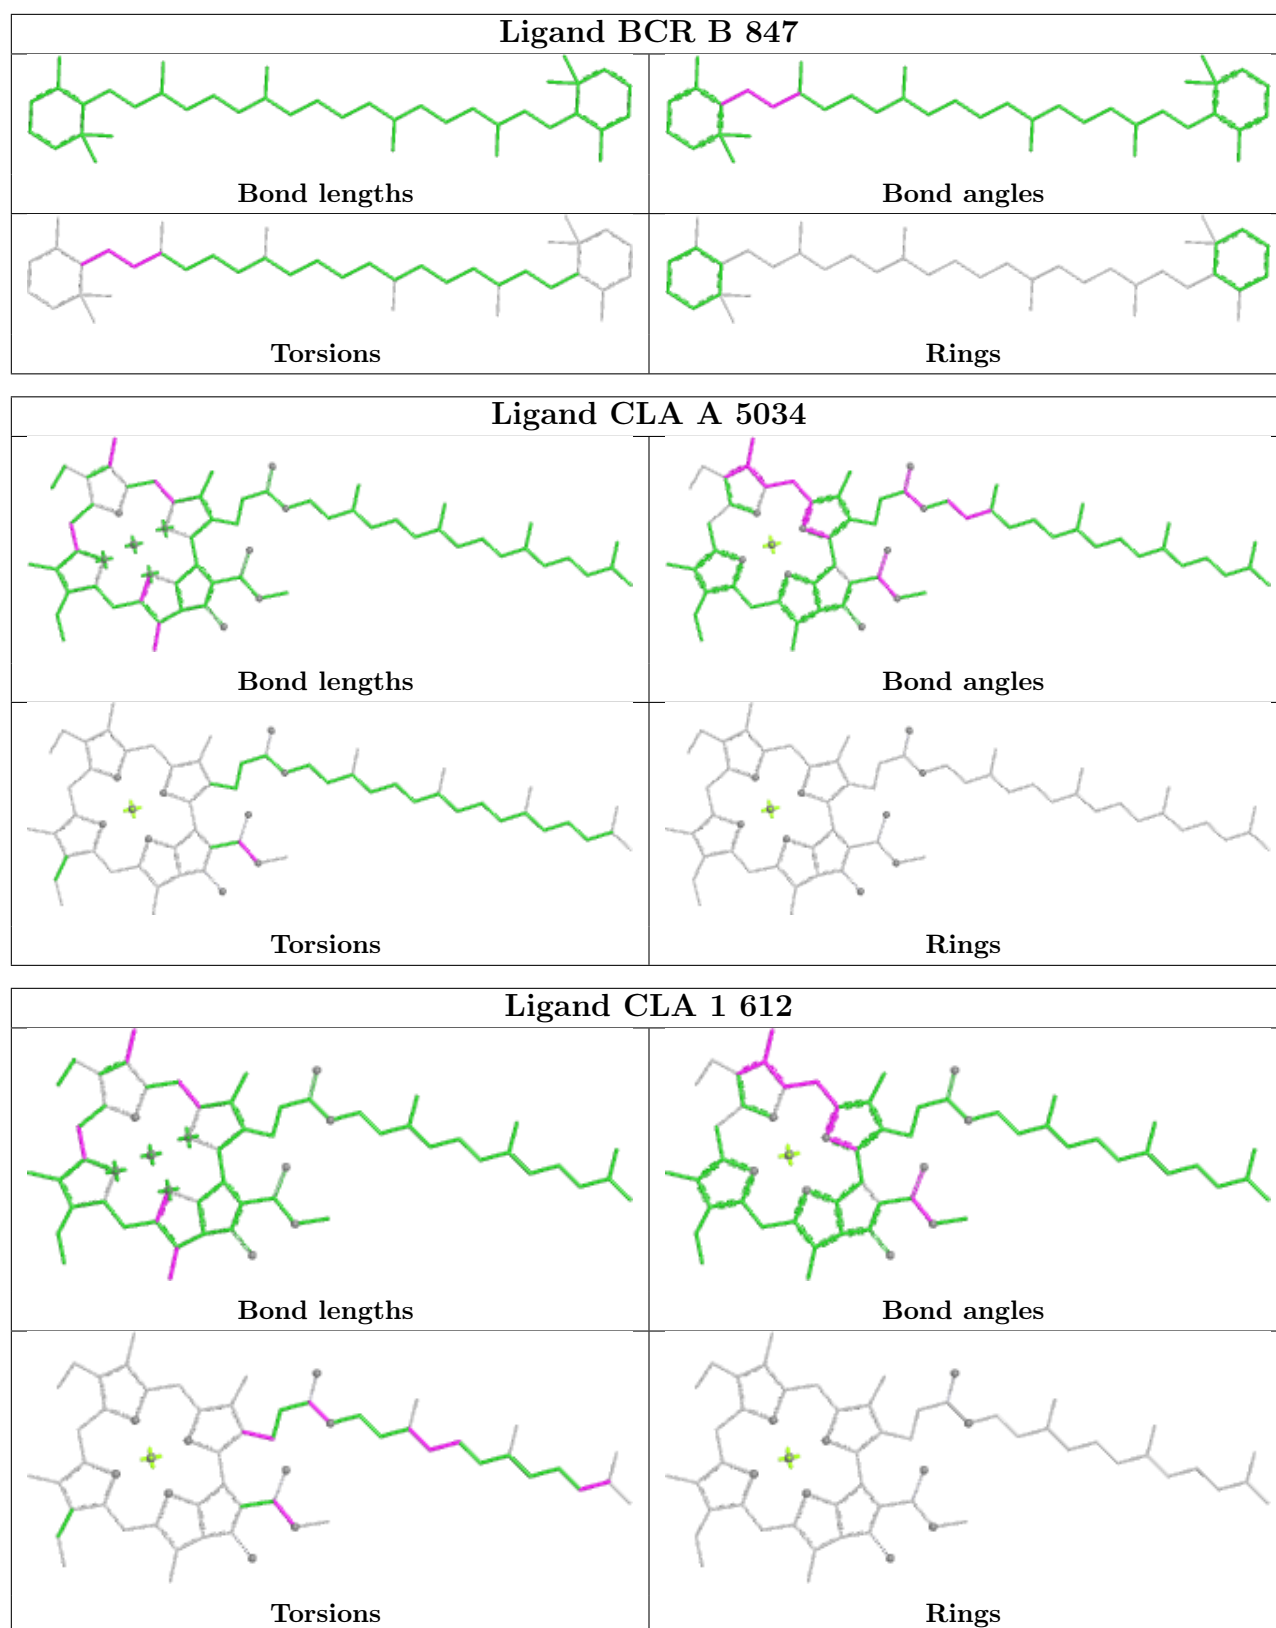 Ligand BCR B 847
Bond lengths
Bond angles
Torsions
Rings
Ligand CLA A 5034
Bond lengths
Bond angles
Torsions
Rings
Ligand CLA 1 612
Bond lengths
Bond angles
Torsions
Rings